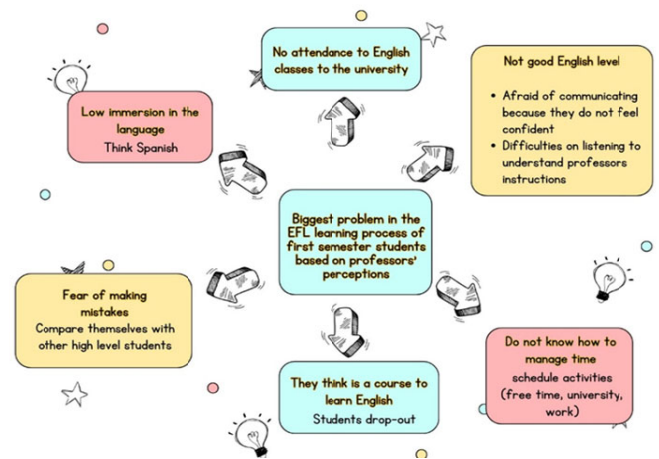 No attendance to English
classes to the university
Not good English level
• Afraid of communicating
because they do not feel
confident
• Difficulties on listening to
understand professors
instructions
Low immersion in the
language
Think Spanish
Biggest problem in the
EFL learning process of
first semester students
based on professors'
perceptions
Fear of making
mistakes
Compare themselves with
other high level students
They think is a course to
learn English
Students drop-out
Do not know how to
manage time
schedule activities
(free time, university,
work)